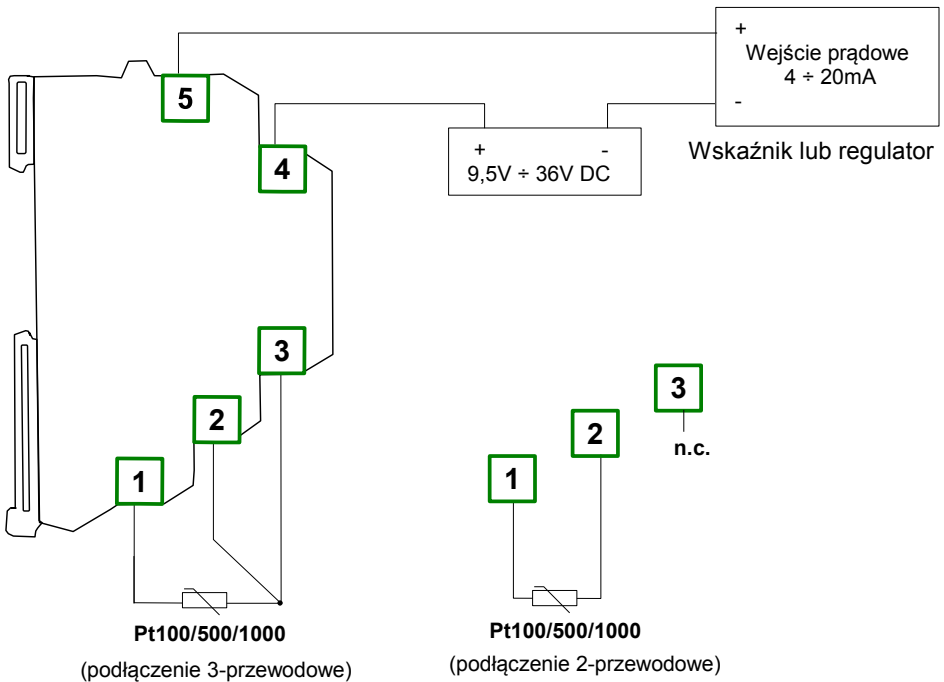 +
Wejście prądowe
4 ÷ 20mA
-
Wskaźnik lub regulator
5
4
+ -
9,5V ÷ 36V DC
3
2
1
Pt100/500/1000
(podłączenie 3-przewodowe)
3
n.c.
2
1
Pt100/500/1000
(podłączenie 2-przewodowe)